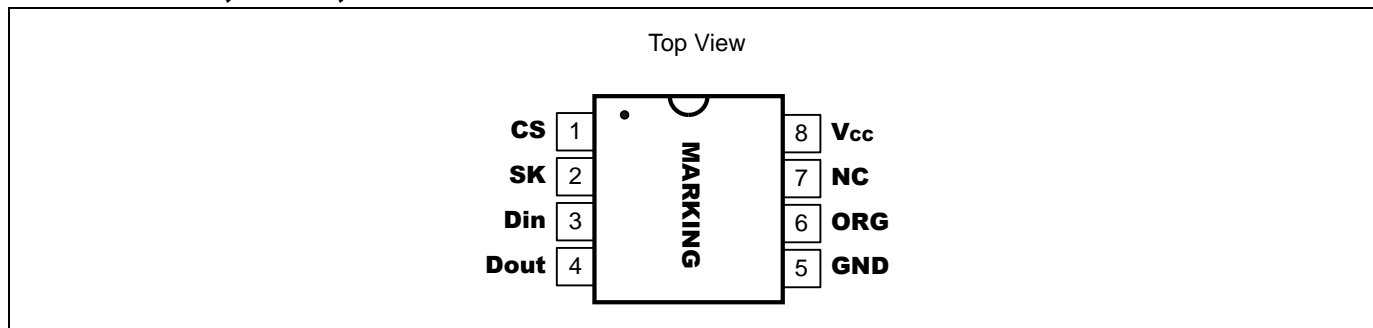 Top View
CS 1
8 Vcc
SK 2
7 NC
Din 3
6 ORG
Dout 4
5 GND
MARKING